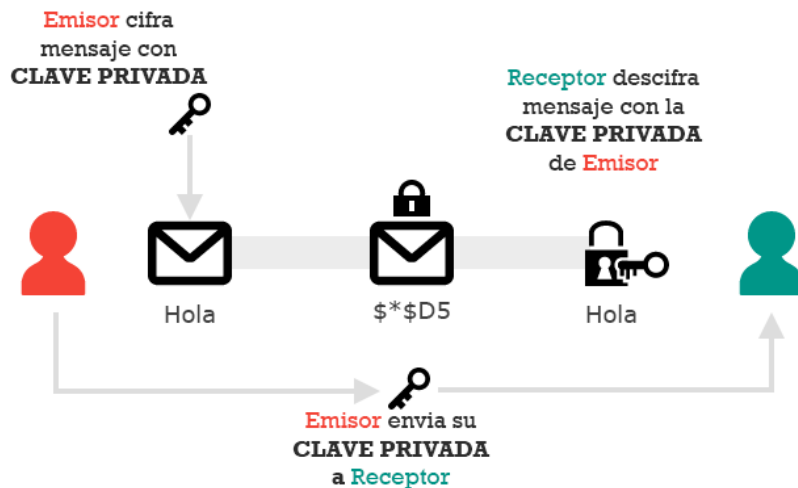 Emisor cifra
mensaje con
CLAVE PRIVADA
Receptor descifra
mensaje con la
CLAVE PRIVADA
de Emisor
Hola
$*$D5
Hola
Emisor envia su
CLAVE PRIVADA
a Receptor